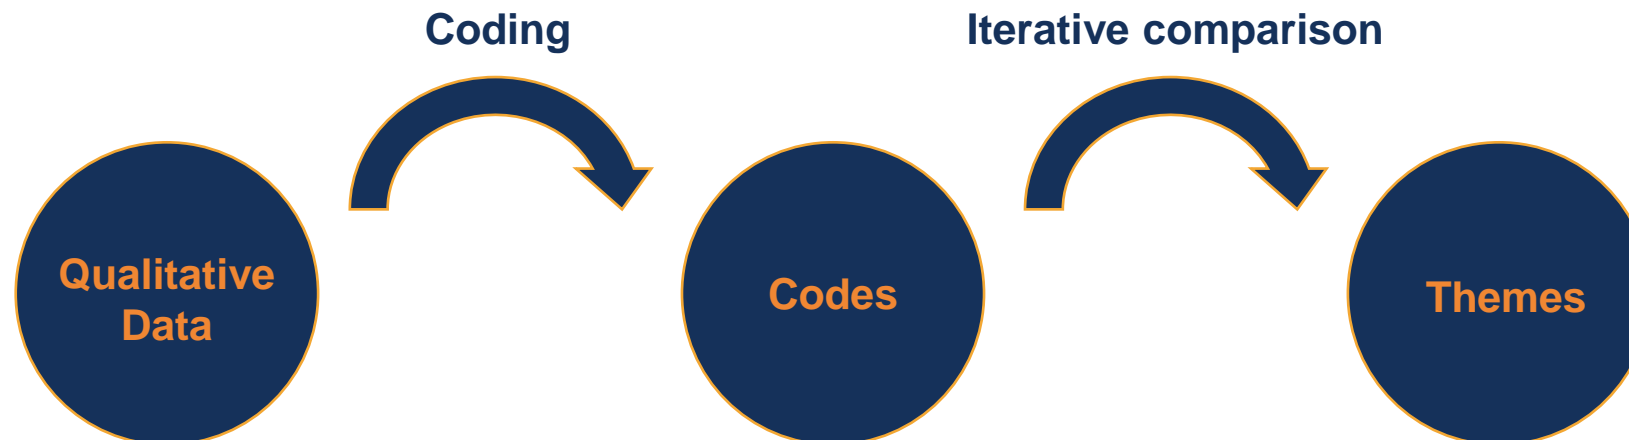 Coding
Iterative comparison
Qualitative
Data
Codes
Themes